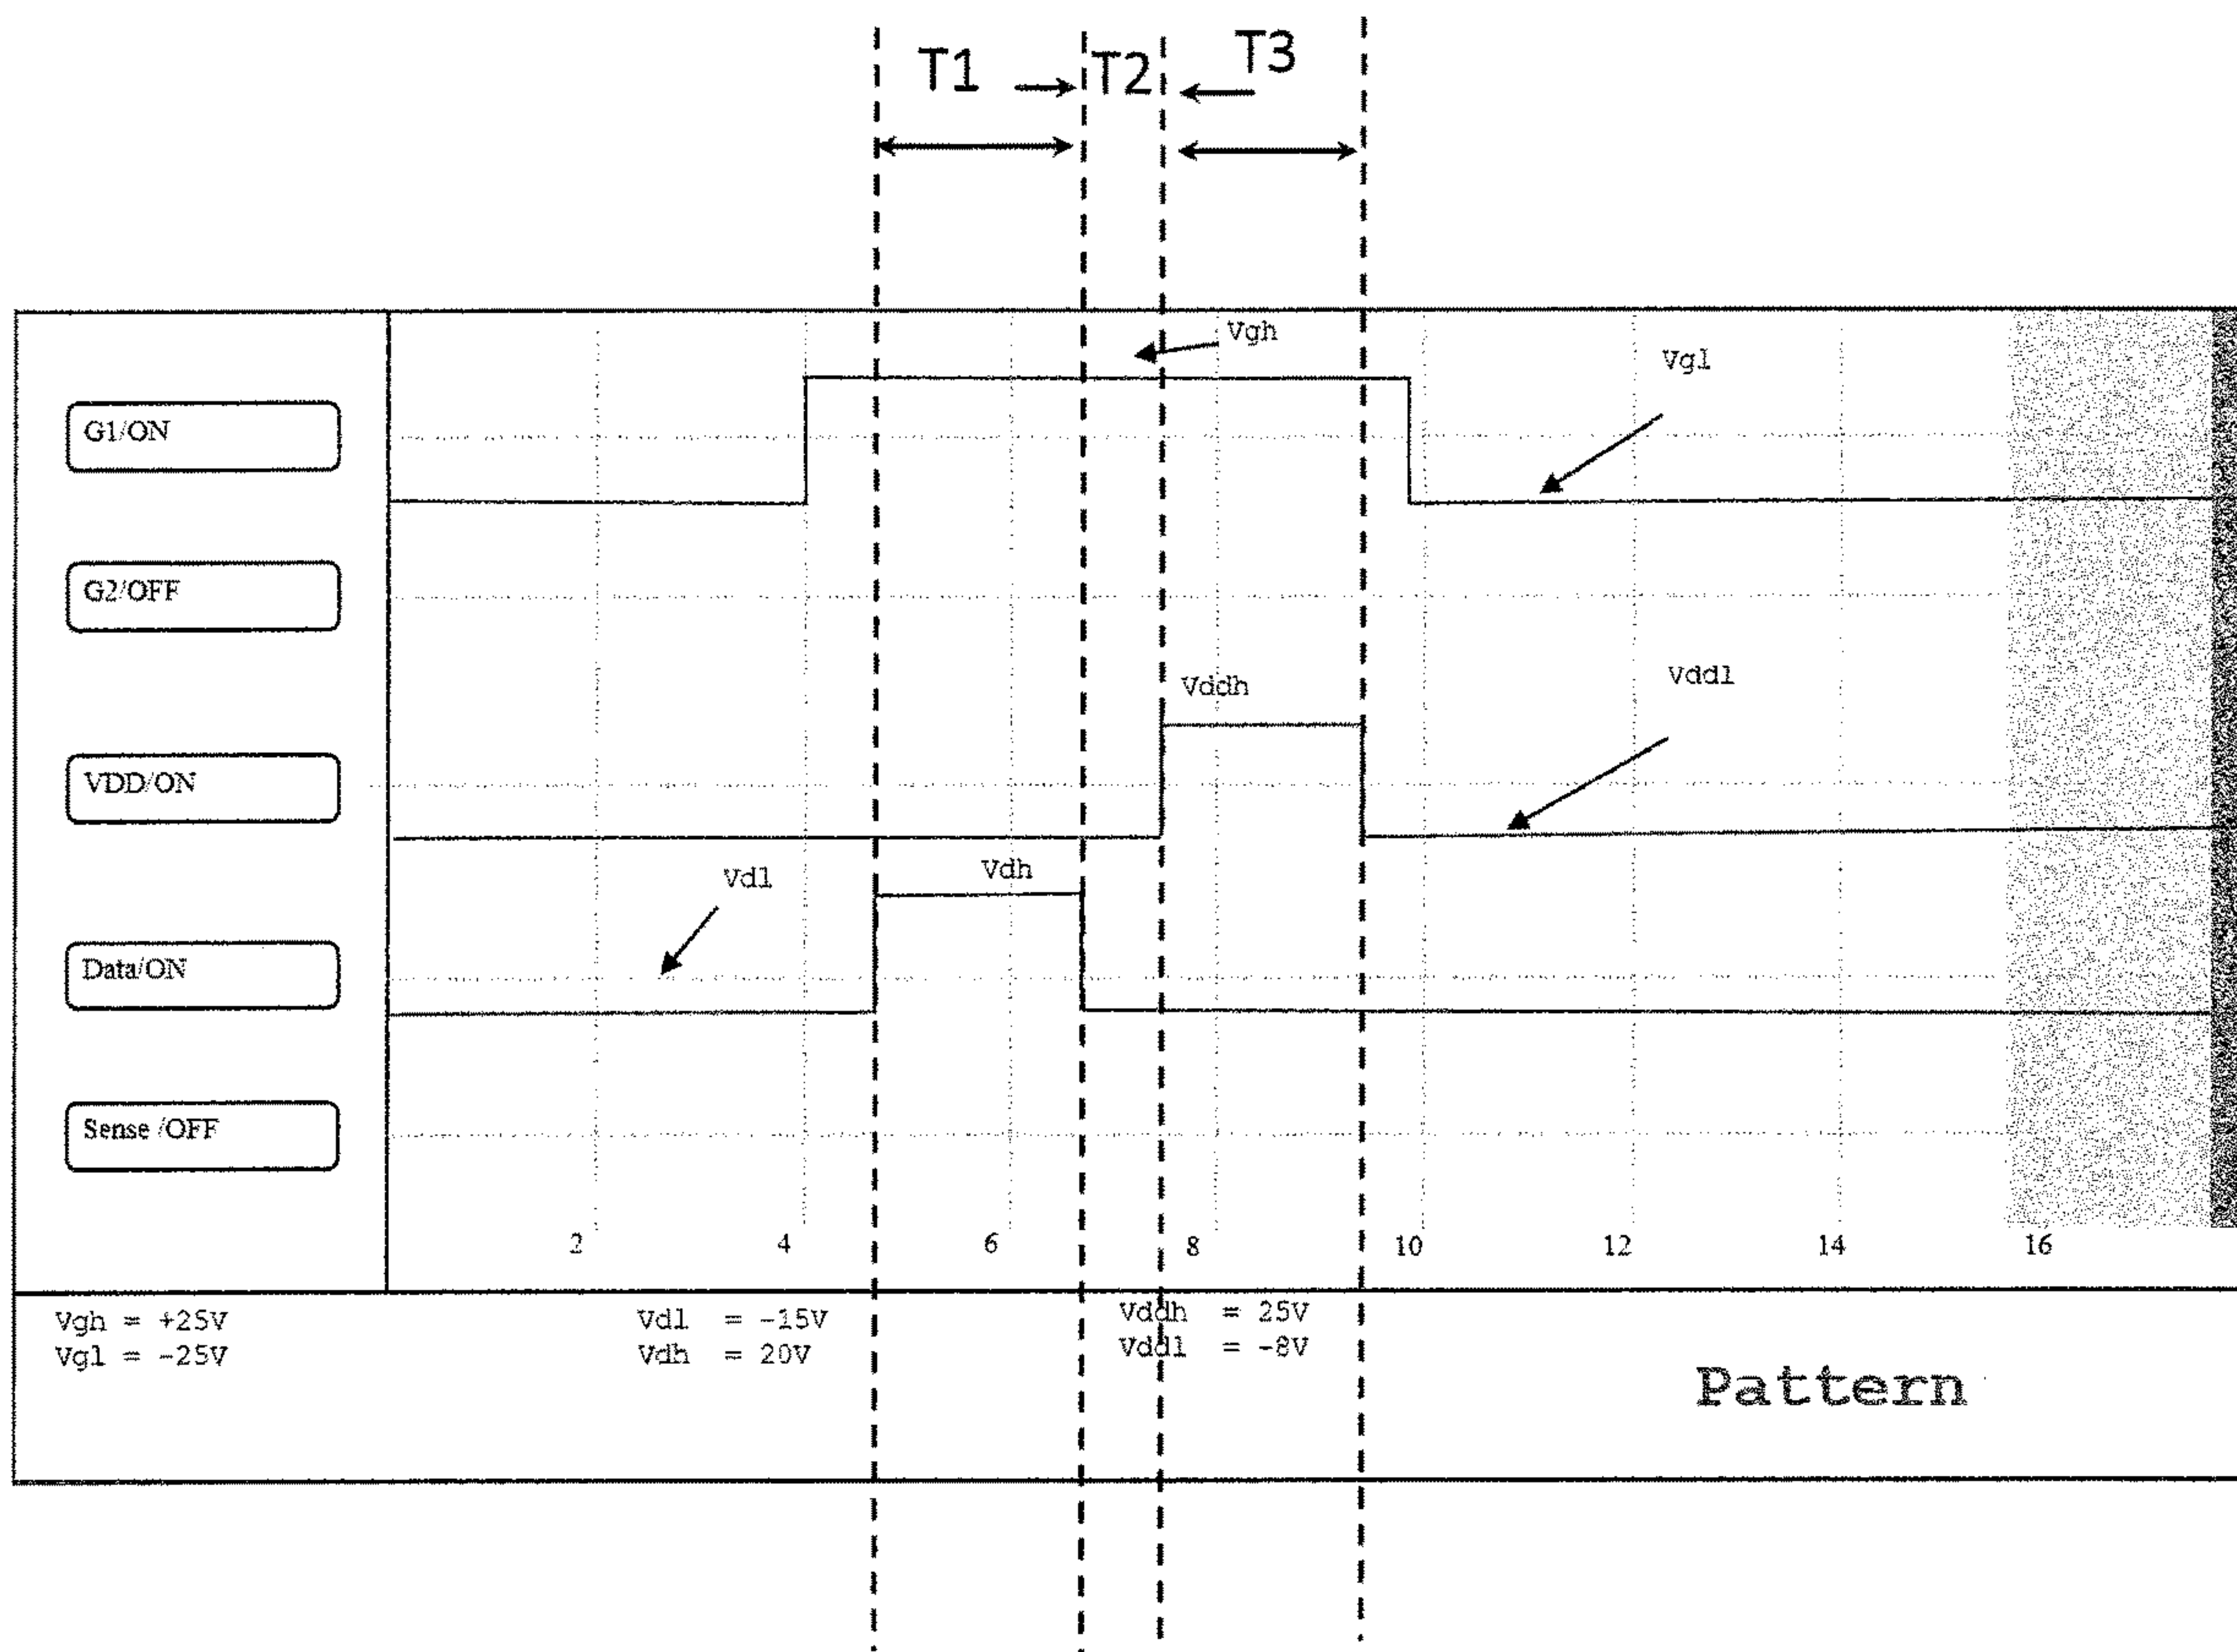 T1 T2 T3
Vgh
Vgl
G1/ON
G2/OFF
Vddh
Vddl
VDD/ON
Vdl
Vdh
Data/ON
Sense /OFF
2 4 6 8 10 12 14 16
Vgh = +25V
Vgl = -25V
Vdl = -15V
Vdh = 20V
Vddh = 25V
Vddl = -8V
Pattern